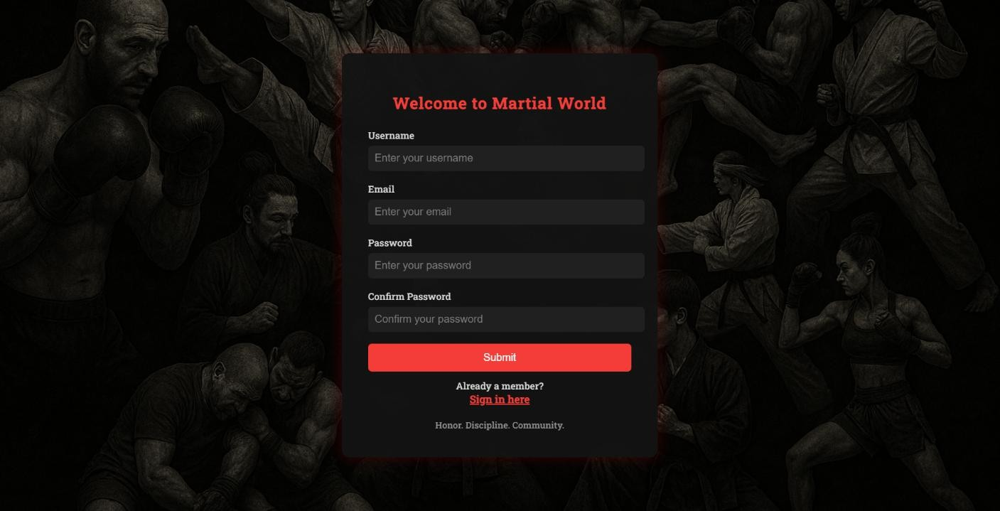 Welcome to Martial World
Username
Enter your username
Email
Enter your email
Password
Enter your password
Confirm Password
Confirm your password
Submit
Already a member?
Sign in here
Honor. Discipline. Community.